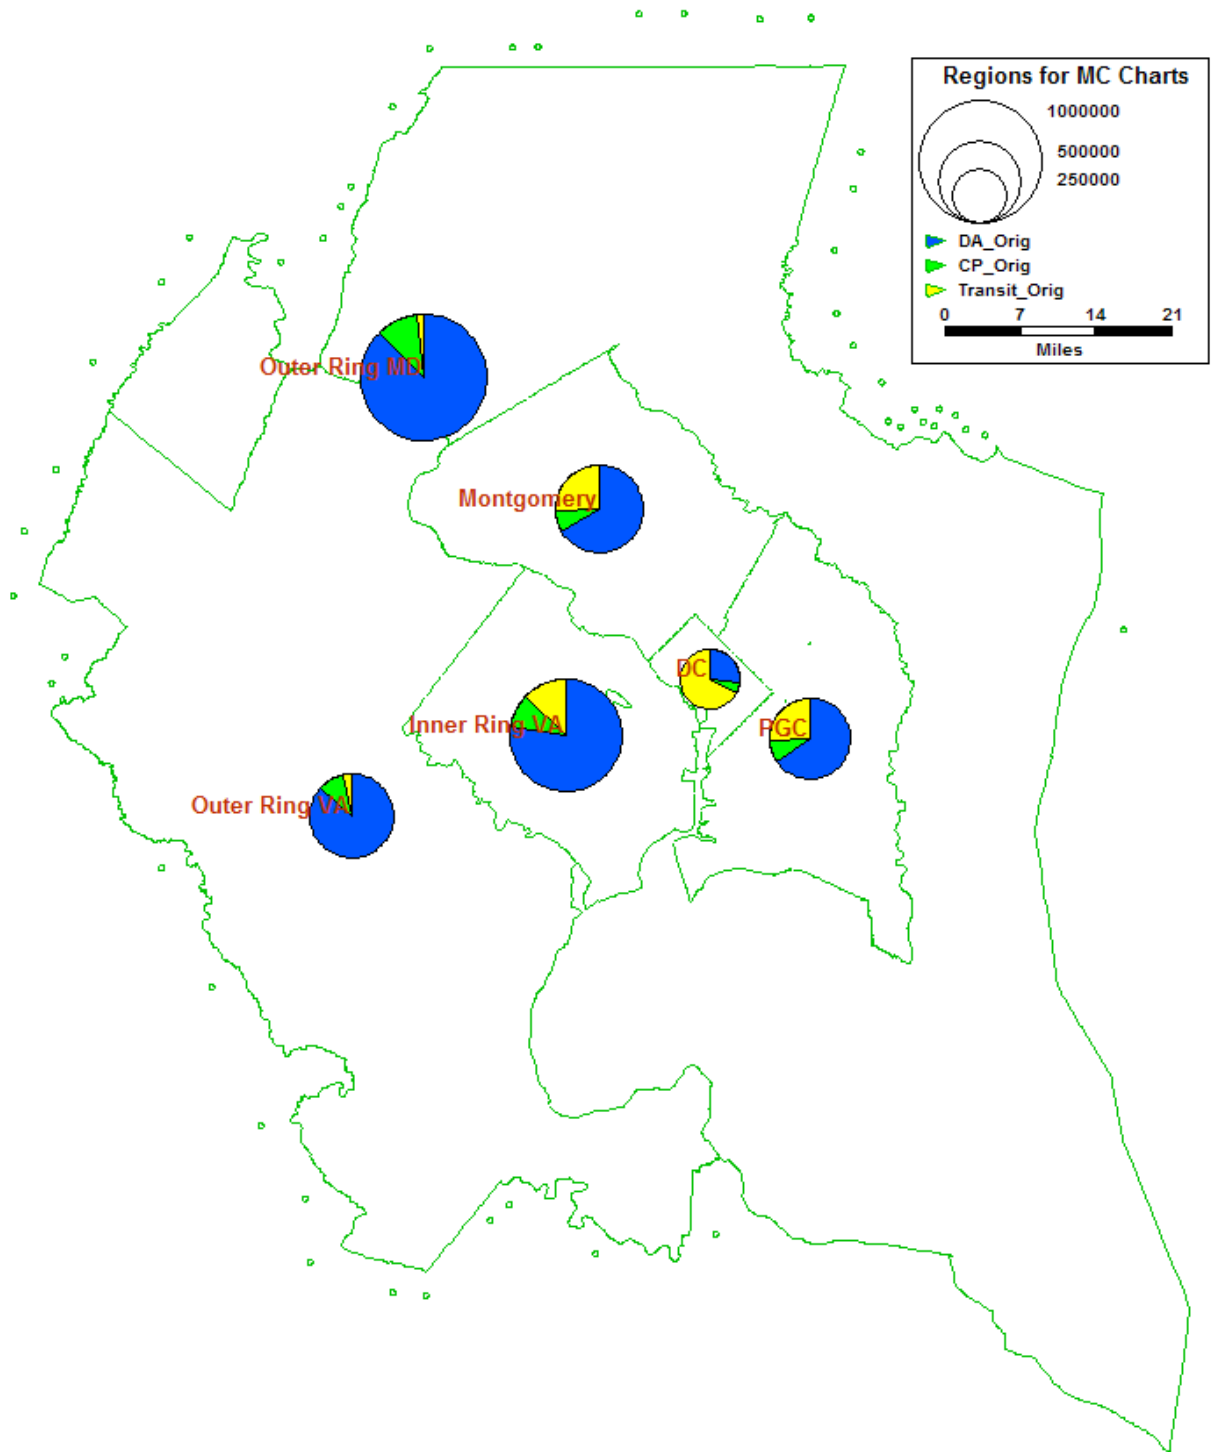 Regions for MC Charts
1000000
500000
250000
DA_Orig
CP_Orig
Transit_Orig
0 7 14 21
Miles
Outer Ring MD
Montgomery
DC
Inner Ring VA
PGC
Outer Ring VA